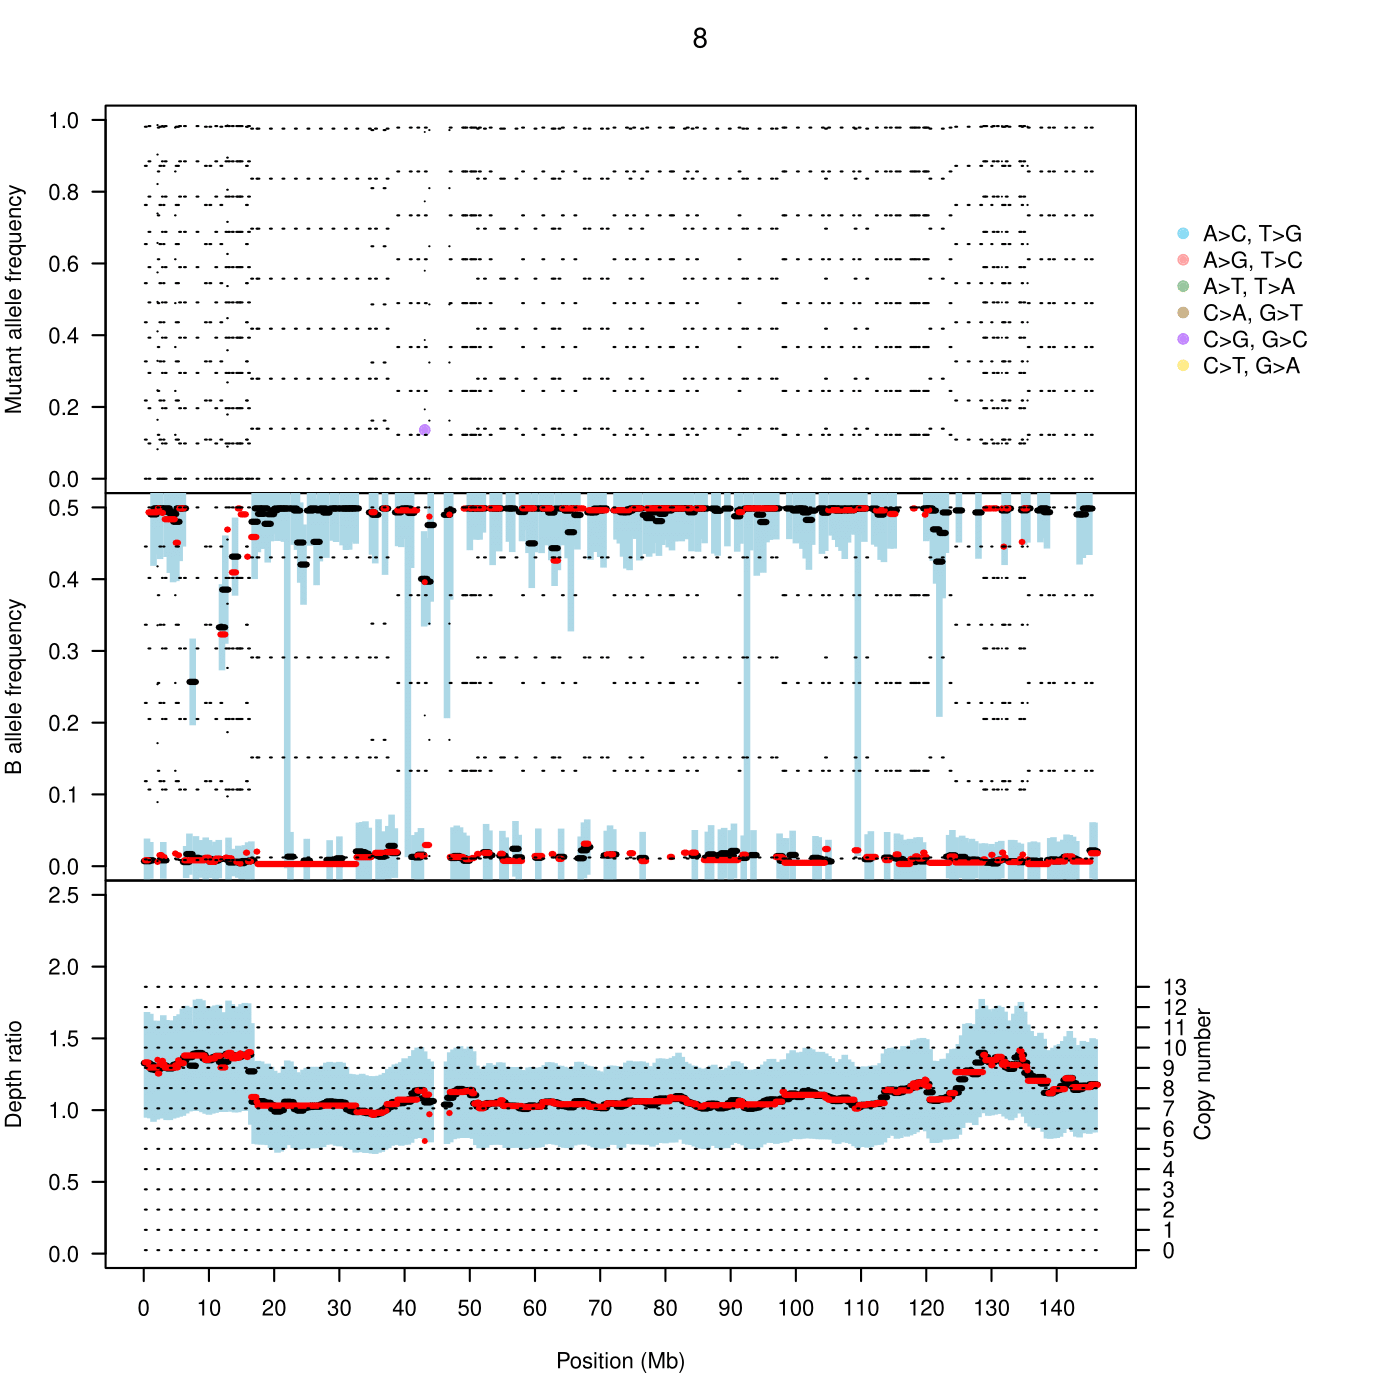 8
Mutant allele frequency
1.0
0.8
0.6
0.4
0.2
0.0
A>C, T>G
A>G, T>C
A>T, T>A
C>A, G>T
C>G, G>C
C>T, G>A
B allele frequency
0.5
0.4
0.3
0.2
0.1
0.0
Depth ratio
2.5
2.0
1.5
1.0
0.5
0.0
13
12
11
10
9
8
7
6
5
4
3
2
1
0
Copy number
0 10 20 30 40 50 60 70 80 90 100 110 120 130 140
Position (Mb)